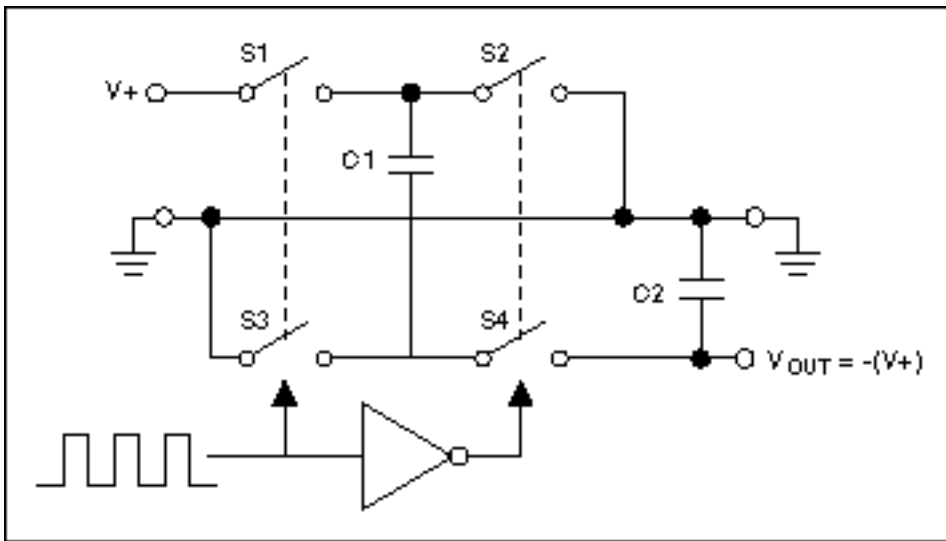 S1
S2
V+
C1
C2
S3
S4
VOUT = -(V+)